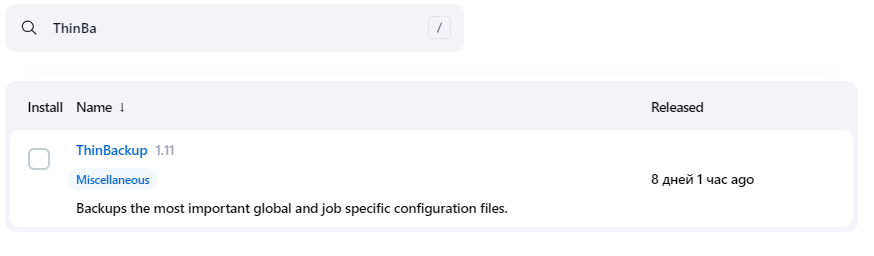 ThinBa /
Install Name ↓ Released
ThinBackup 1.11
Miscellaneous
8 дней 1 час ago
Backups the most important global and job specific configuration files.